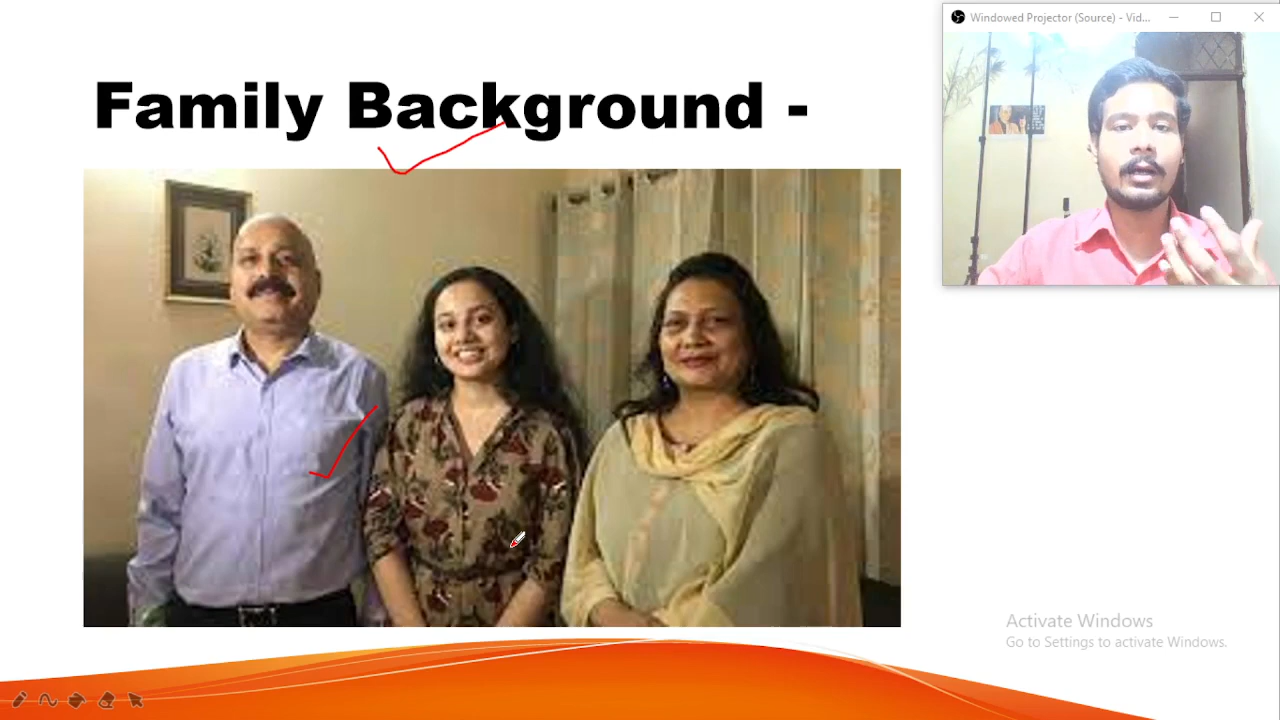 Windowed Projector (Source) - Vid...
Family Background -
Activate Windows
Go to Settings to activate Windows.